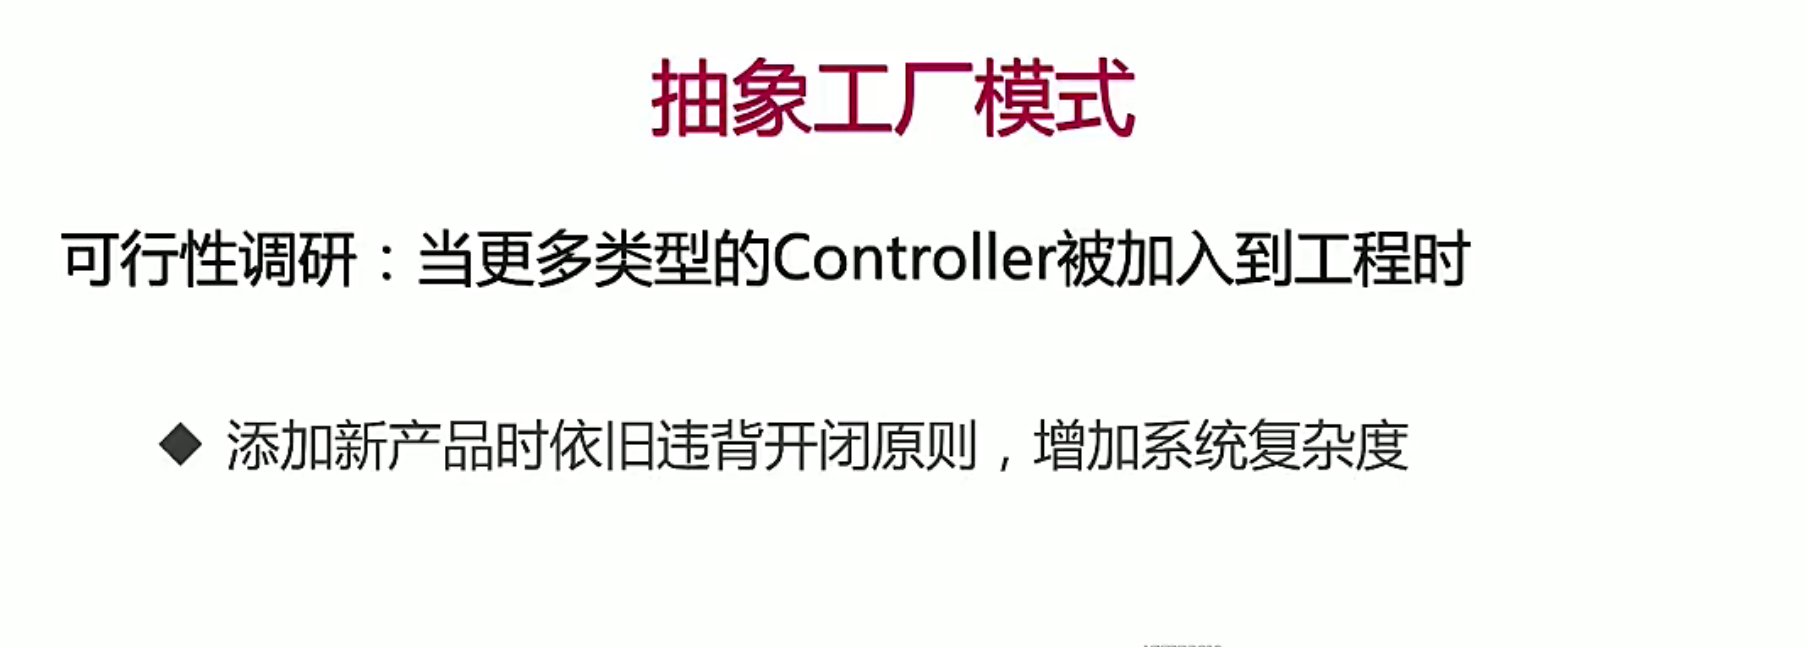 抽象工厂模式
可行性调研：当更多类型的Controller被加入到工程时
◆ 添加新产品时依旧违背开闭原则，增加系统复杂度